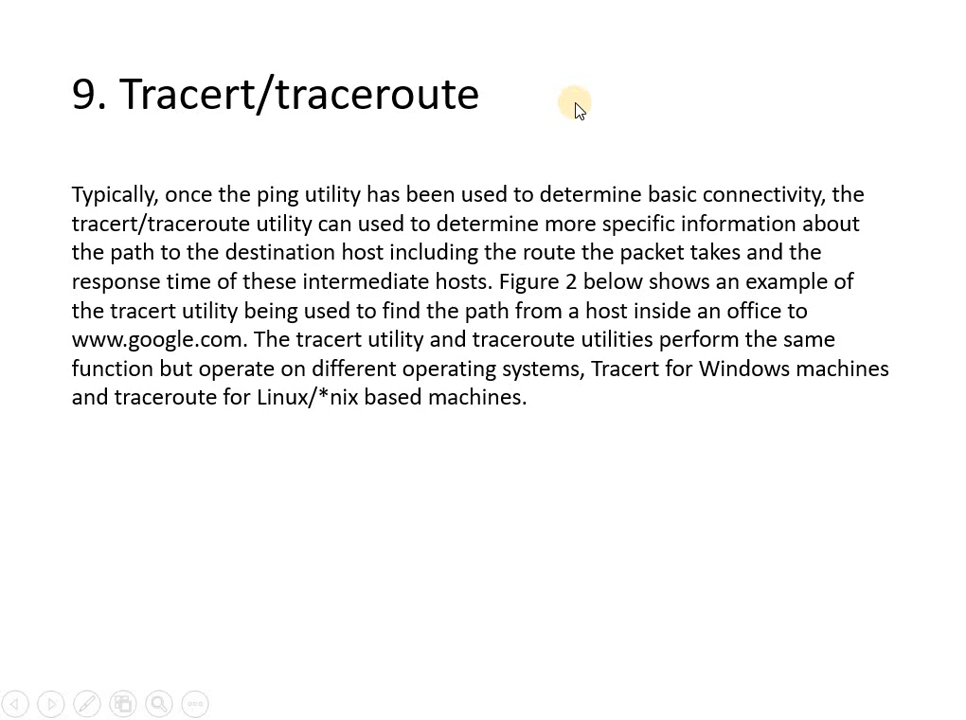 9. Tracert/traceroute
Typically, once the ping utility has been used to determine basic connectivity, the
tracert/traceroute utility can used to determine more specific information about
the path to the destination host including the route the packet takes and the
response time of these intermediate hosts. Figure 2 below shows an example of
the tracert utility being used to find the path from a host inside an office to
www.google.com. The tracert utility and traceroute utilities perform the same
function but operate on different operating systems, Tracert for Windows machines
and traceroute for Linux/*nix based machines.